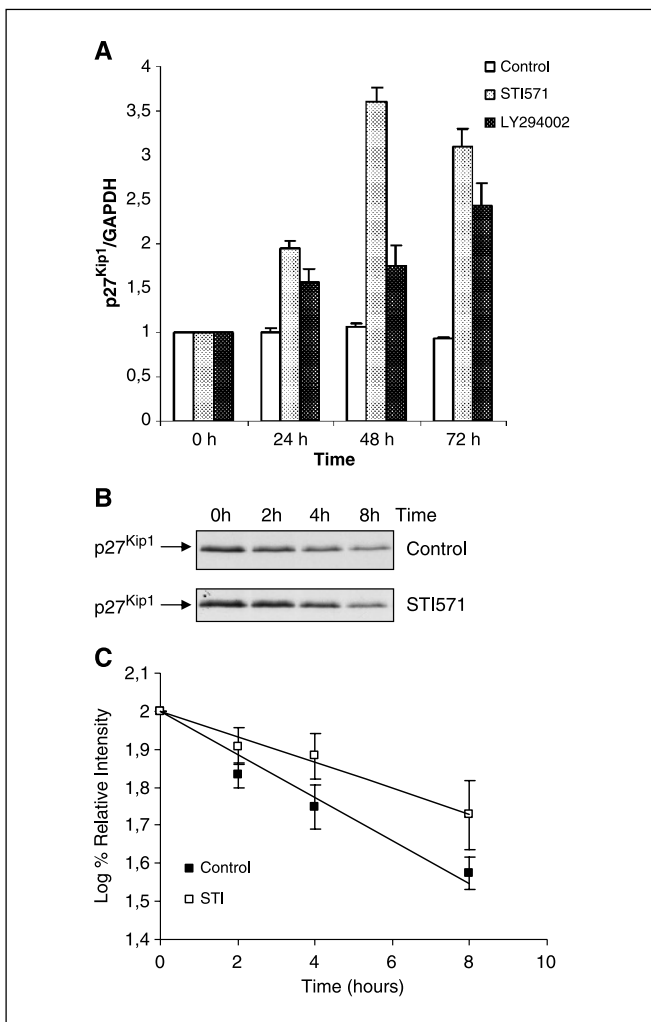 A
Control
STI571
LY294002
4
3,5
3
2,5
2
1,5
1
0,5
0
p27Kip1/GAPDH
0 h 24 h 48 h 72 h
Time
B
0h 2h 4h 8h Time
p27Kip1 Control
p27Kip1 STI571
C
2,1
2
1,9
1,8
1,7
1,6
1,5
1,4
Log % Relative Intensity
Control
STI
0 2 4 6 8 10
Time (hours)